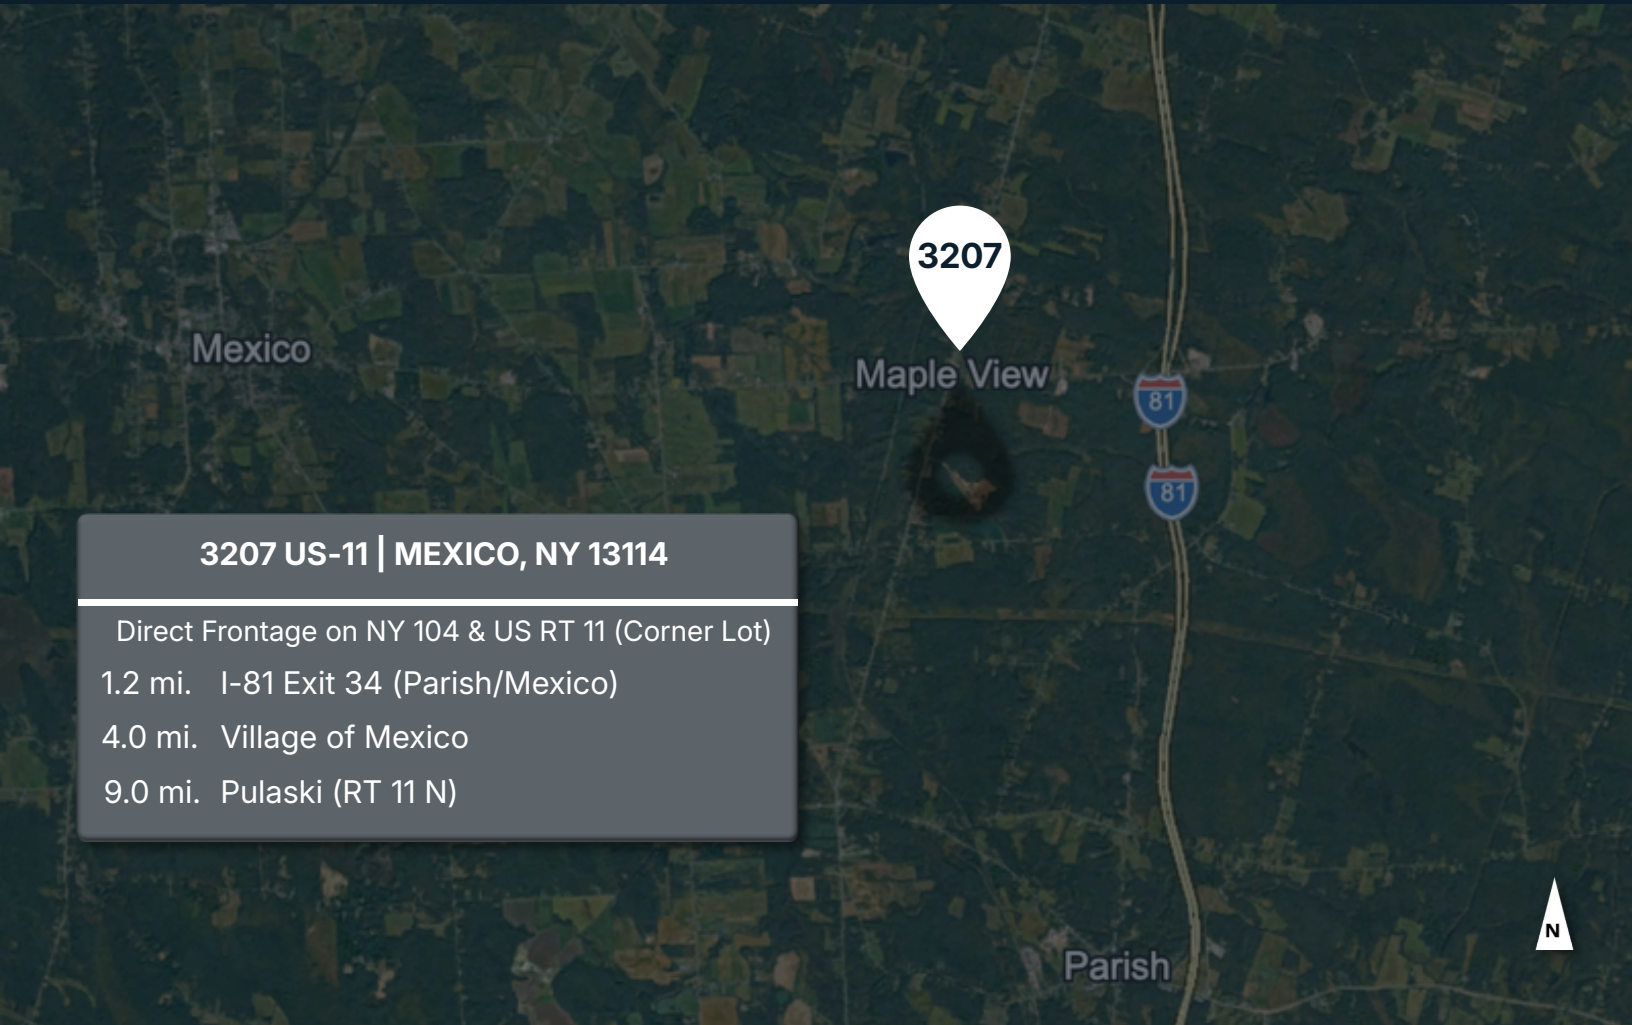 3207
Mexico
Maple View
81
81
3207 US-11 | MEXICO, NY 13114
Direct Frontage on NY 104 & US RT 11 (Corner Lot)
1.2 mi. I-81 Exit 34 (Parish/Mexico)
4.0 mi. Village of Mexico
9.0 mi. Pulaski (RT 11 N)
N
Parish